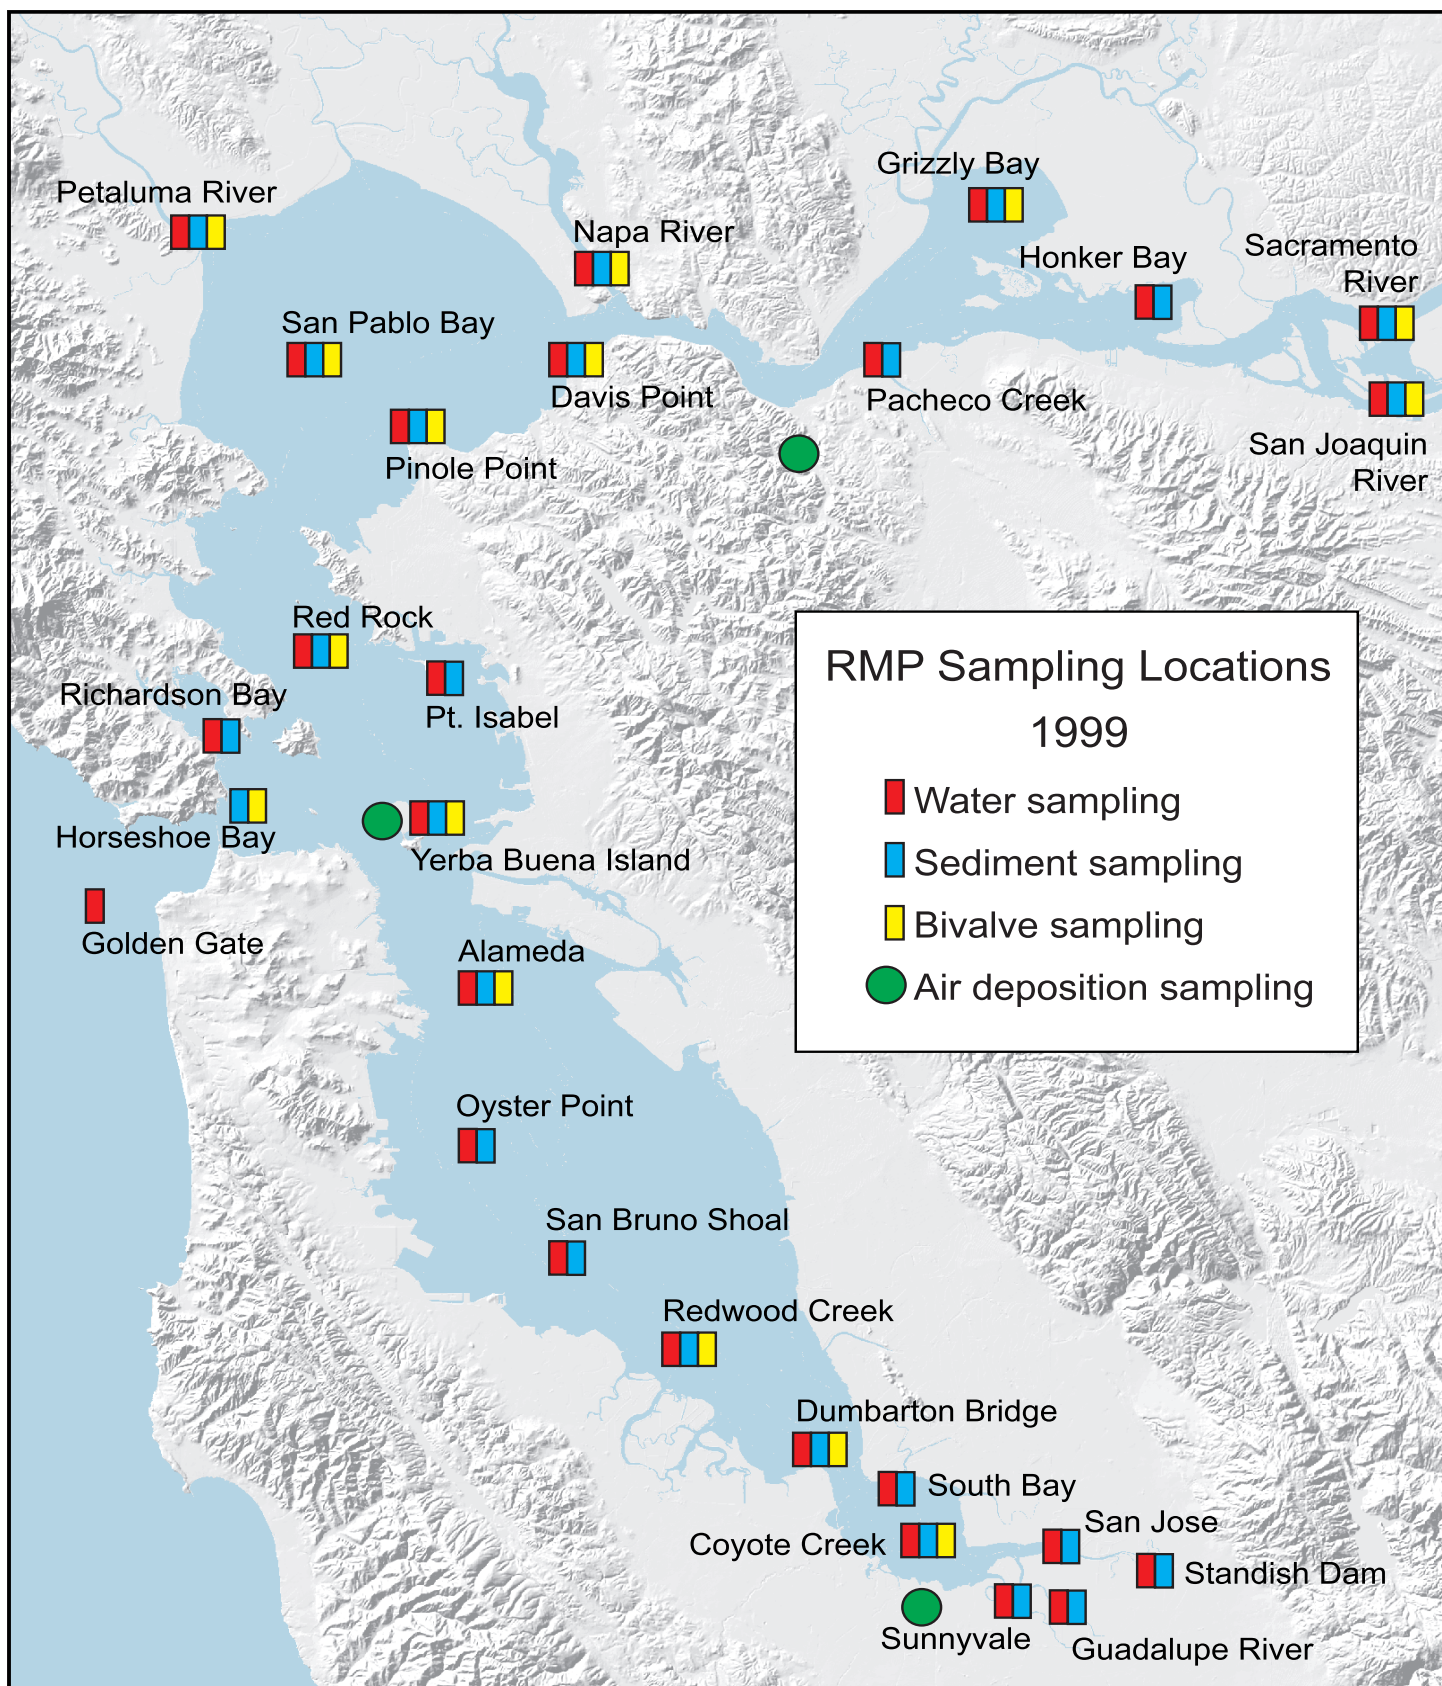 Grizzly Bay
Petaluma River
Napa River
Honker Bay
Sacramento
River
San Pablo Bay
Davis Point
Pacheco Creek
Pinole Point
San Joaquin
River
Red Rock
Richardson Bay
Pt. Isabel
Horseshoe Bay
Yerba Buena Island
Golden Gate
Alameda
RMP Sampling Locations
1999
Water sampling
Sediment sampling
Bivalve sampling
Air deposition sampling
Oyster Point
San Bruno Shoal
Redwood Creek
Dumbarton Bridge
South Bay
San Jose
Coyote Creek
Standish Dam
Sunnyvale
Guadalupe River